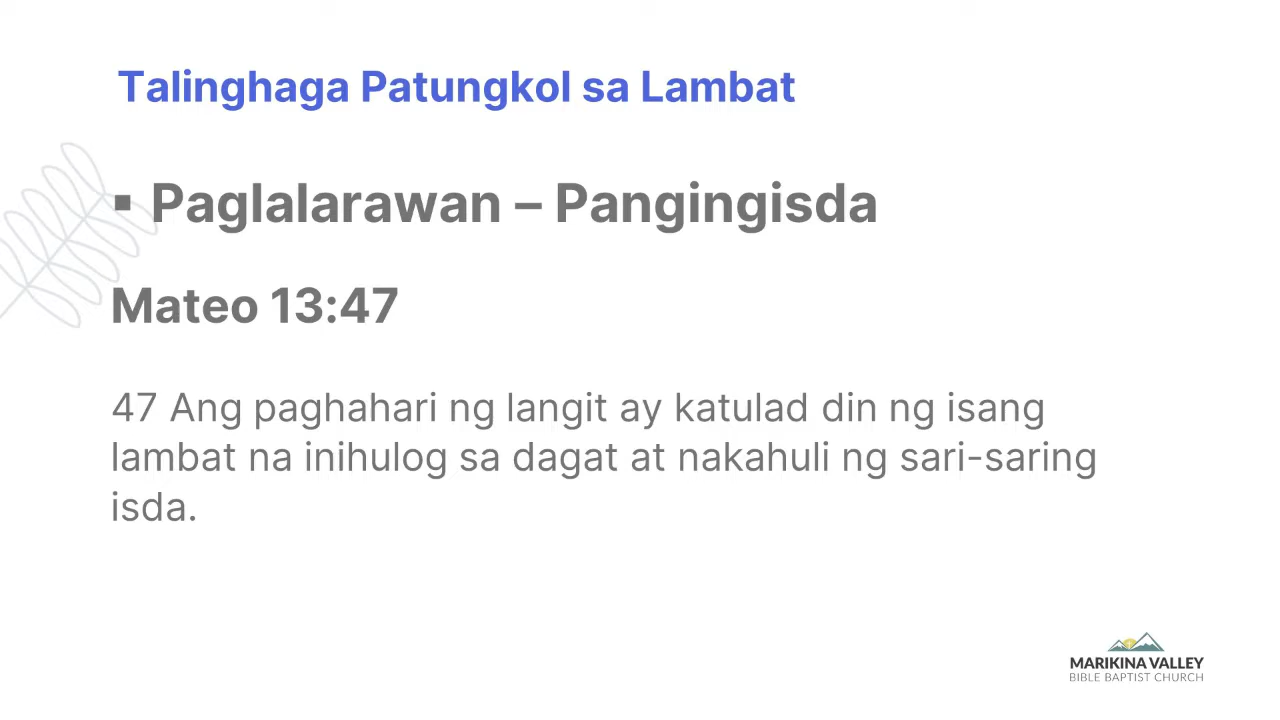 Talinghaga Patungkol sa Lambat
▪ Paglalarawan – Pangingisda
Mateo 13:47
47 Ang paghahari ng langit ay katulad din ng isang
lambat na inihulog sa dagat at nakahuli ng sari-saring
isda.
MARIKINA VALLEY
BIBLE BAPTIST CHURCH